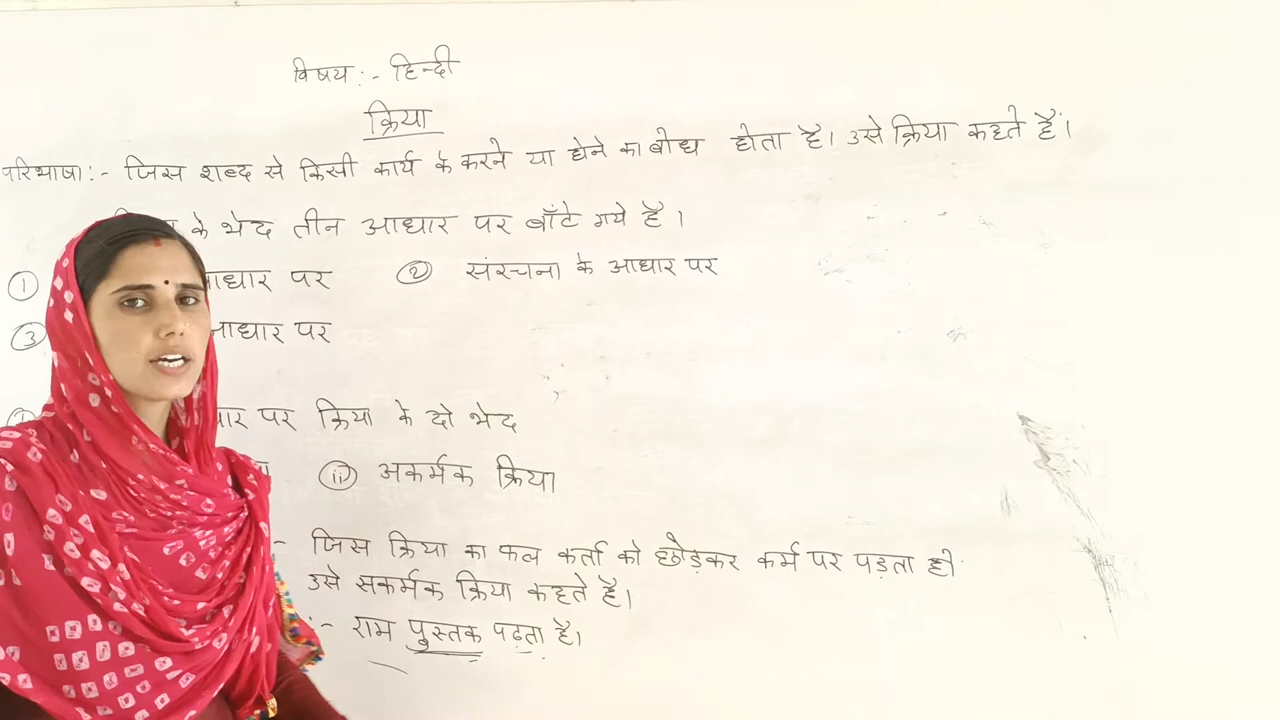 विषय :- हिन्दी
क्रिया
परिभाषा :- जिस शब्द से किसी कार्य के करने या होने का बोध होता है। उसे क्रिया कहते हैं।
के भेद तीन आधार पर बाँटे गये है।
① आधार पर ② संरचना के आधार पर
③ आधार पर
पर क्रिया के दो भेद
ii अकर्मक क्रिया
जिस क्रिया का फल कर्ता को छोड़कर कर्म पर पड़ता हो
उसे सकर्मक क्रिया कहते है।
:- राम पुस्तक पढ़ता है।